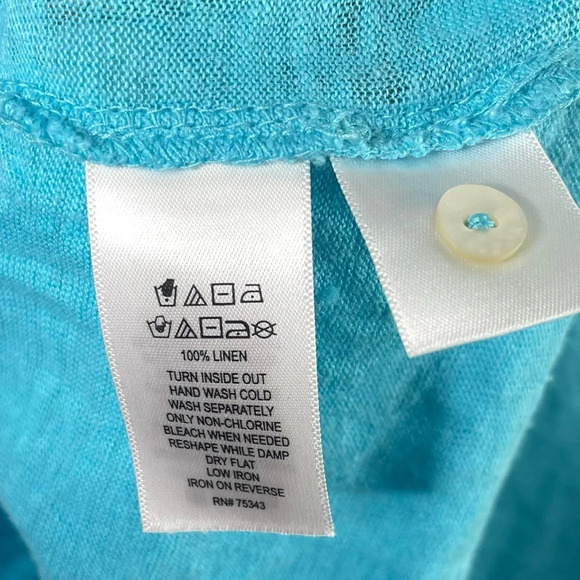 100% LINEN
TURN INSIDE OUT
HAND WASH COLD
WASH SEPARATELY
ONLY NON-CHLORINE
BLEACH WHEN NEEDED
RESHAPE WHILE DAMP
DRY FLAT
LOW IRON
IRON ON REVERSE
RN# 75343